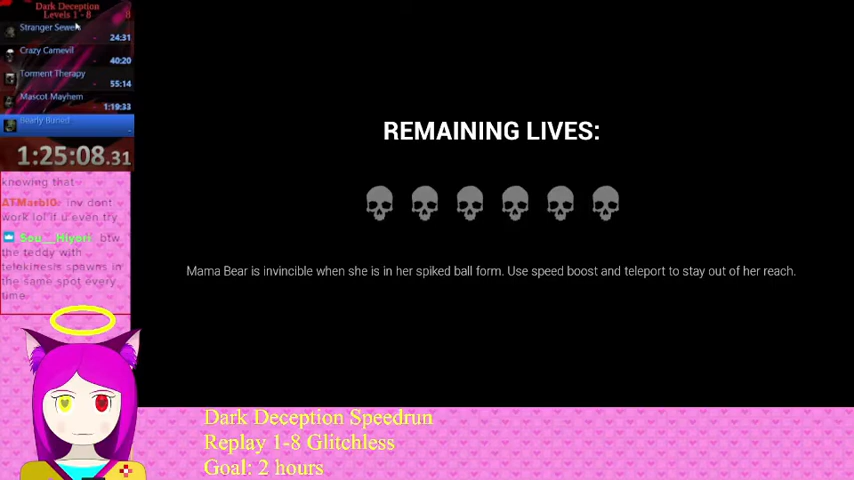 Dark Deception
Levels 1 - 8
8
Stranger Sewers
24:31
Crazy Carnevil
40:20
Torment Therapy
55:14
Mascot Mayhem
1:19:33
Bearly Buried
1:25:08.31
knowing that
inv dont
work lol if u even try
Sou__Hiyori: btw
the teddy with
telekinesis spawns in
the same spot every
time.
REMAINING LIVES:
Mama Bear is invincible when she is in her spiked ball form. Use speed boost and teleport to stay out of her reach.
Dark Deception Speedrun
Replay 1-8 Glitchless
Goal: 2 hours